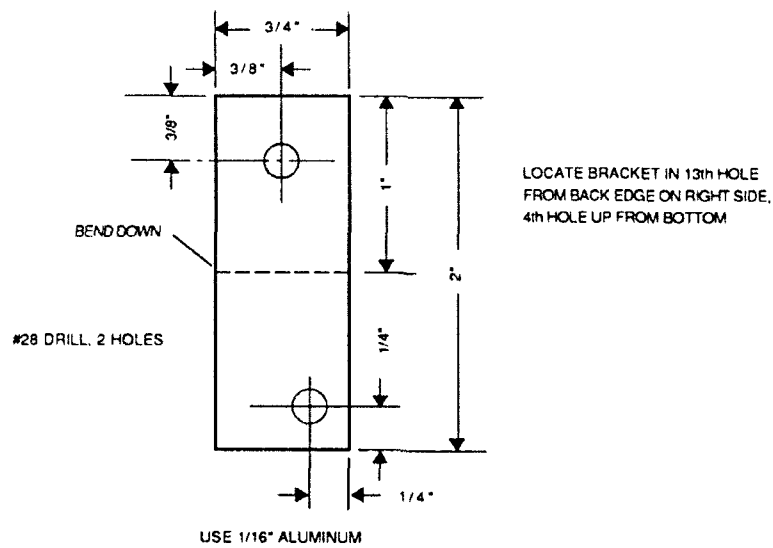 3/4"
3/8"
3/8"
1"
LOCATE BRACKET IN 13th HOLE
FROM BACK EDGE ON RIGHT SIDE,
4th HOLE UP FROM BOTTOM
BEND DOWN
2"
#28 DRILL, 2 HOLES
1/4"
1/4"
USE 1/16" ALUMINUM